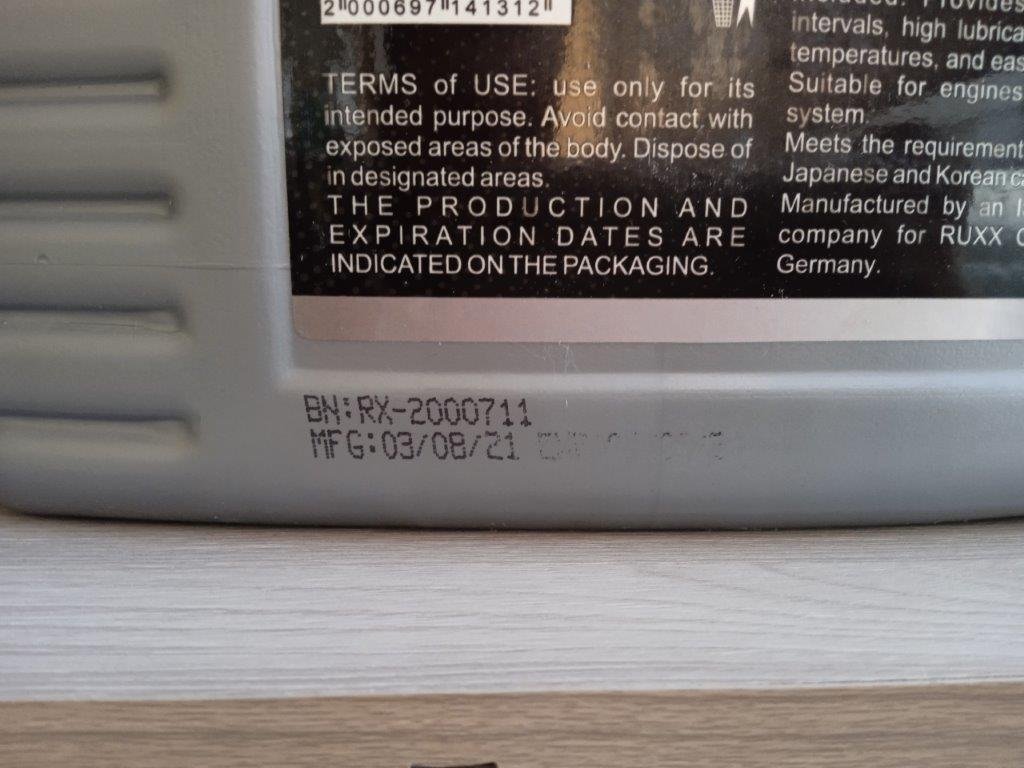 2"000697"141312"
TERMS of USE: use only for its
intended purpose. Avoid contact with
exposed areas of the body. Dispose of
in designated areas.
THE PRODUCTION AND
EXPIRATION DATES ARE
INDICATED ON THE PACKAGING.
intervals, high
temperatures, and
Suitable for engines
system.
Meets the
Japanese and Korean
Manufactured by an
company for RUXX
Germany.
BN:RX-2000711
MFG:03/08/21